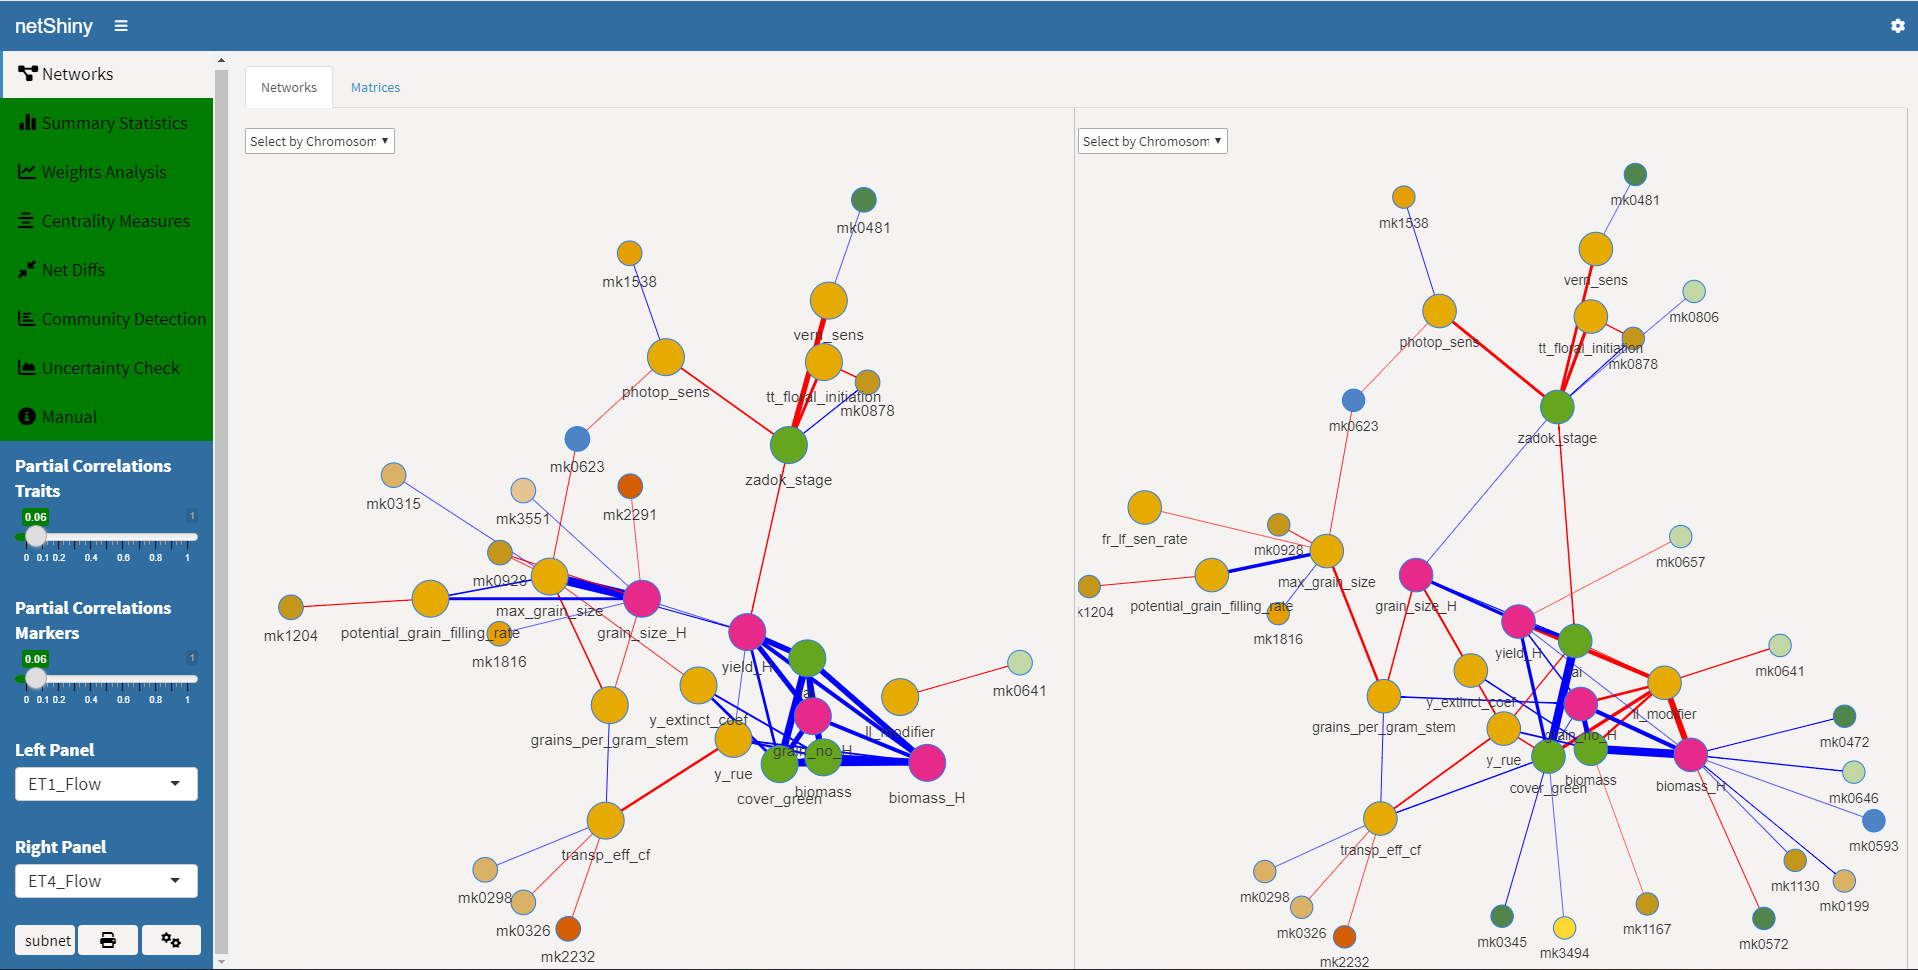 netShiny
Networks
Summary Statistics
Weights Analysis
Centrality Measures
Net Diffs
Community Detection
Uncertainty Check
Manual
Partial Correlations
Traits
0.06
1
0 0.1 0.2 0.4 0.6 0.8 1
Partial Correlations
Markers
0.06
1
0 0.1 0.2 0.4 0.6 0.8 1
Left Panel
ET1_Flow
Right Panel
ET4_Flow
subnet
Networks
Matrices
Select by Chromosom
mk0481
mk1538
vern_sens
photop_sens
tt_floral_initiation
mk0878
mk0623
zadok_stage
mk0315
mk3551
mk2291
mk0928
max_grain_size
mk1204
potential_grain_filling_rate
grain_size_H
mk1816
yield_H
mk0641
y_extinct_coef
ll_modifier
grains_per_gram_stem
grain_no_H
y_rue
cover_green
biomass
biomass_H
transp_eff_cf
mk0298
mk0326
mk2232
Select by Chromosom
mk0481
mk1538
vern_sens
mk0806
photop_sens
tt_floral_initiation
mk0878
mk0623
zadok_stage
fr_lf_sen_rate
mk0928
mk0657
max_grain_size
k1204
potential_grain_filling_rate
grain_size_H
mk1816
yield_H
lai
mk0641
y_extinct_coef
ll_modifier
grains_per_gram_stem
grain_no_H
mk0472
y_rue
cover_green
biomass
biomass_H
mk0646
mk0593
transp_eff_cf
mk1130
mk0298
mk0199
mk0326
mk0345
mk3494
mk1167
mk0572
mk2232